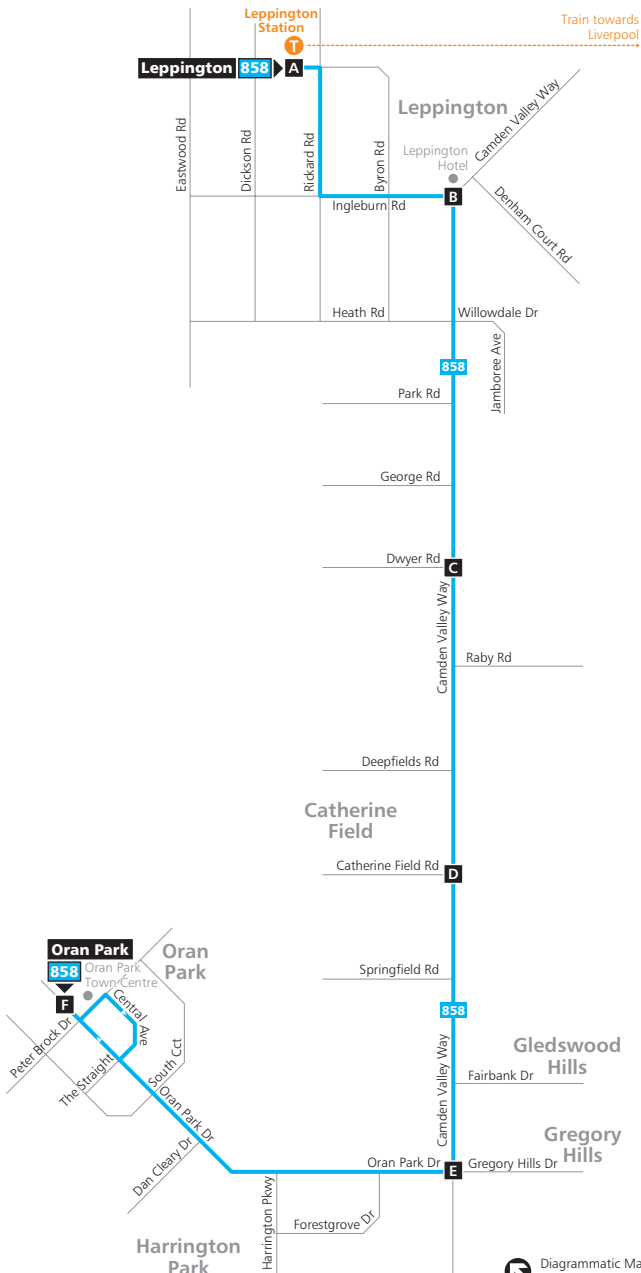 Leppington
Station
T
Train towards
Liverpool
Leppington 858
A
Leppington
Camden Valley Way
Eastwood Rd
Dickson Rd
Rickard Rd
Byron Rd
Leppington
Hotel
B
Ingleburn Rd
Denham Court Rd
Heath Rd
Willowdale Dr
Jamboree Ave
858
Park Rd
George Rd
Dwyer Rd
C
Camden Valley Way
Raby Rd
Deepfields Rd
Catherine
Field
Catherine Field Rd
D
Oran Park
858
Oran Park
Town Centre
Oran
Park
F
Springfield Rd
858
Central
Ave
Peter Brock Dr
The Straight
South Cct
Oran Park Dr
Dan Cleary Dr
Camden Valley Way
Gledswood
Hills
Fairbank Dr
Gregory
Hills
Oran Park Dr
E
Gregory Hills Dr
Harrington Pkwy
Forestgrove Dr
Harrington
Park
Diagrammatic Ma